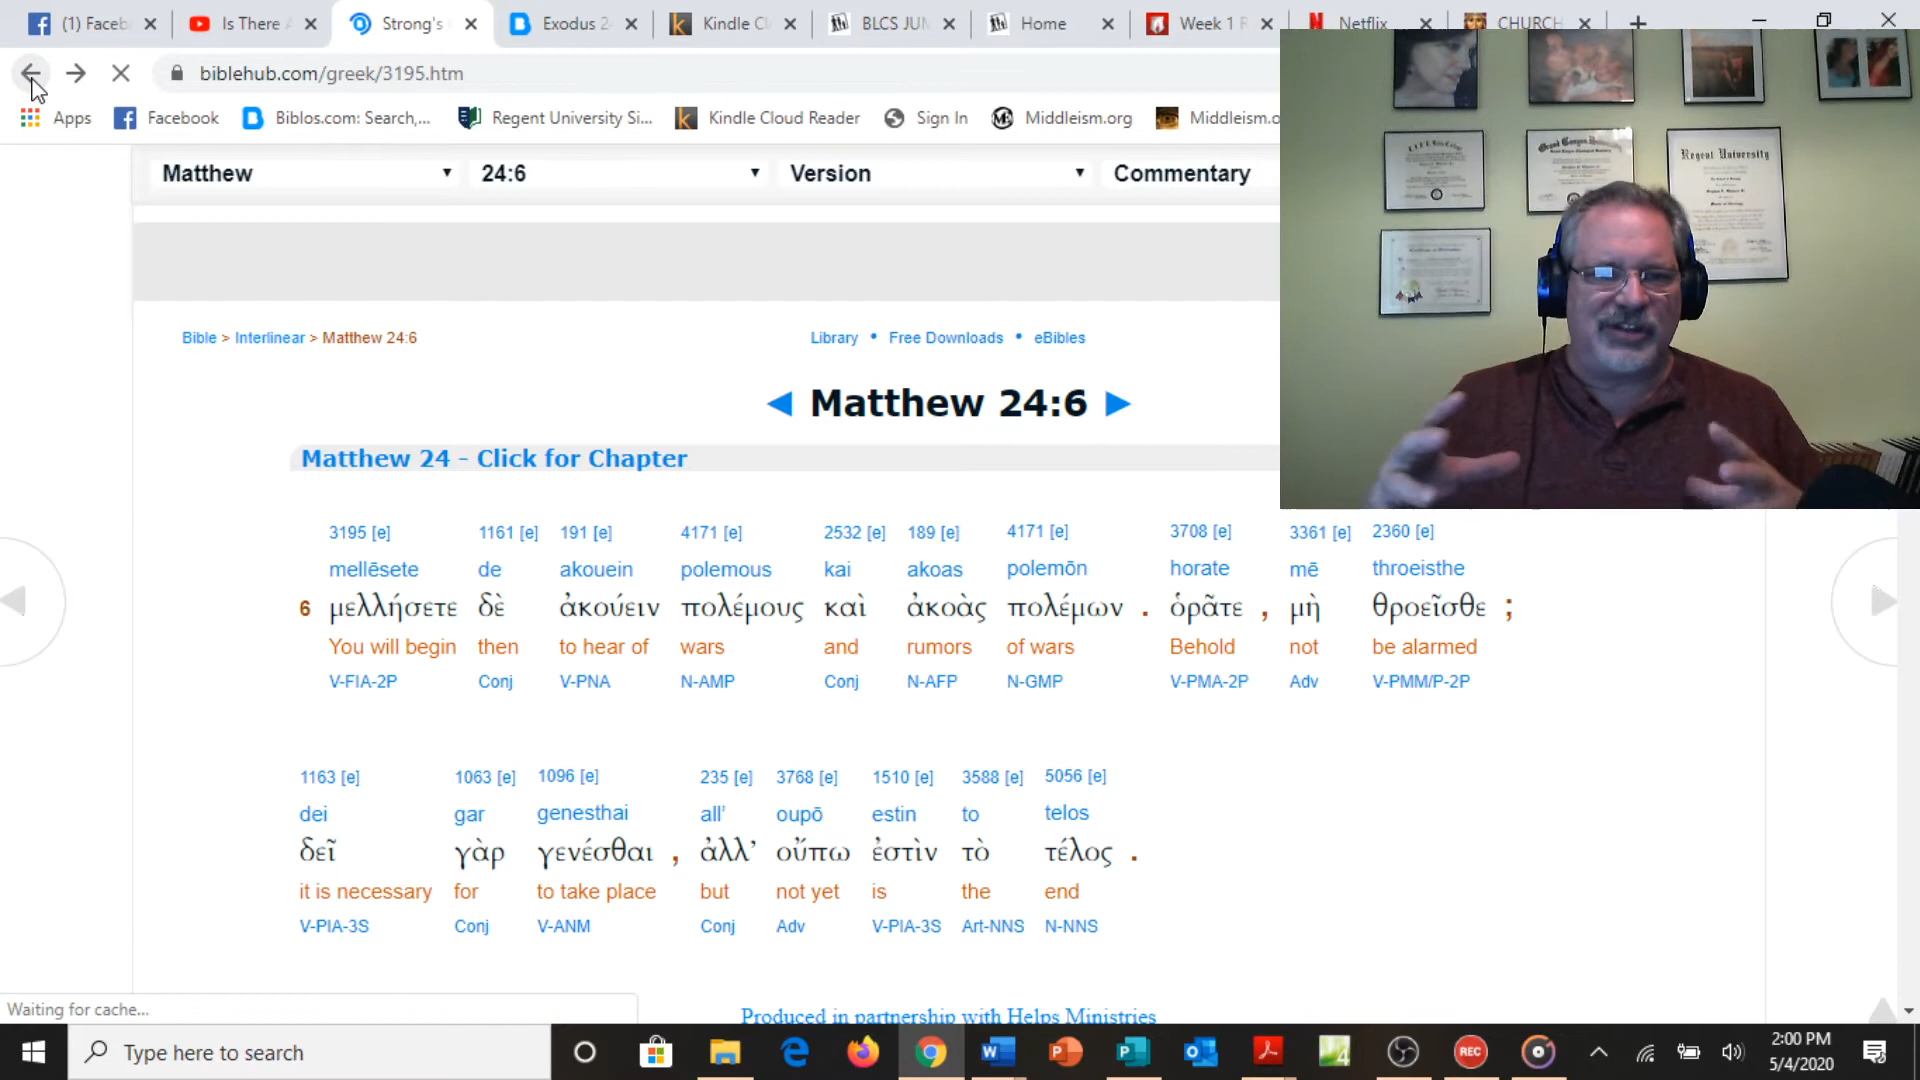 (1) Faceb
Is There A
Strong's
Exodus 24
Kindle Cl
BLCS JUN
Home
Week 1 R
Netflix
CHURCH
biblehub.com/greek/3195.htm
Apps
Facebook
Biblos.com: Search,...
Regent University Si...
Kindle Cloud Reader
Sign In
Middleism.org
Middleism.o
Matthew
24:6
Version
Commentary
Regent University
Bible > Interlinear > Matthew 24:6
Library • Free Downloads • eBibles
◄ Matthew 24:6 ►
Matthew 24 - Click for Chapter
3195 [e] 1161 [e] 191 [e] 4171 [e] 2532 [e] 189 [e] 4171 [e] 3708 [e] 3361 [e] 2360 [e]
mellēsete de akouein polemous kai akoas polemōn horate mē throeisthe
6 μελλήσετε δὲ ἀκούειν πολέμους καὶ ἀκοὰς πολέμων . ὁρᾶτε , μὴ θροεῖσθε ;
You will begin then to hear of wars and rumors of wars Behold not be alarmed
V-FIA-2P Conj V-PNA N-AMP Conj N-AFP N-GMP V-PMA-2P Adv V-PMM/P-2P
1163 [e] 1063 [e] 1096 [e] 235 [e] 3768 [e] 1510 [e] 3588 [e] 5056 [e]
dei gar genesthai all’ oupō estin to telos
δεῖ γὰρ γενέσθαι , ἀλλ’ οὔπω ἐστὶν τὸ τέλος .
it is necessary for to take place but not yet is the end
V-PIA-3S Conj V-ANM Conj Adv V-PIA-3S Art-NNS N-NNS
Waiting for cache...
Produced in partnership with Helps Ministries
Type here to search
REC
2:00 PM
5/4/2020